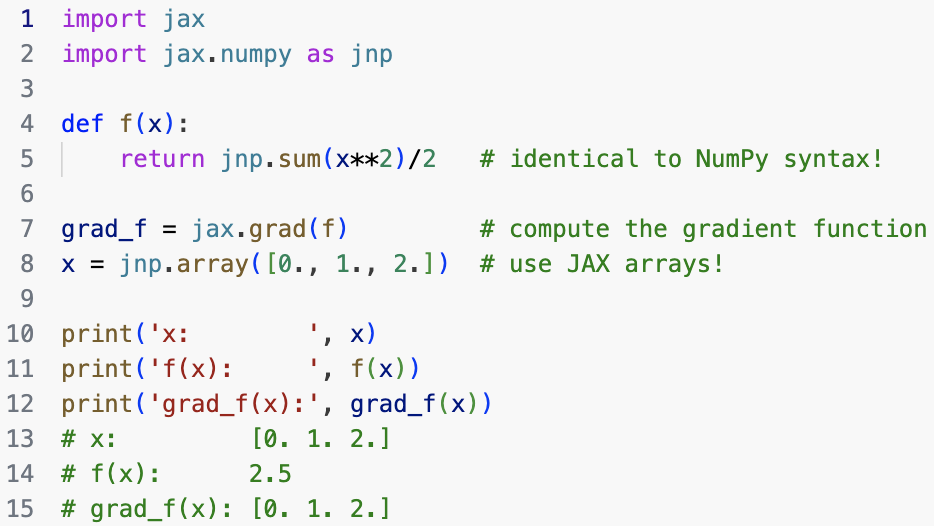 1 import jax
2 import jax.numpy as jnp
3
4 def f(x):
5     return jnp.sum(x**2)/2   # identical to NumPy syntax!
6
7 grad_f = jax.grad(f)         # compute the gradient function
8 x = jnp.array([0., 1., 2.])  # use JAX arrays!
9
10 print('x:        ', x)
11 print('f(x):     ', f(x))
12 print('grad_f(x):', grad_f(x))
13 # x:         [0. 1. 2.]
14 # f(x):      2.5
15 # grad_f(x): [0. 1. 2.]